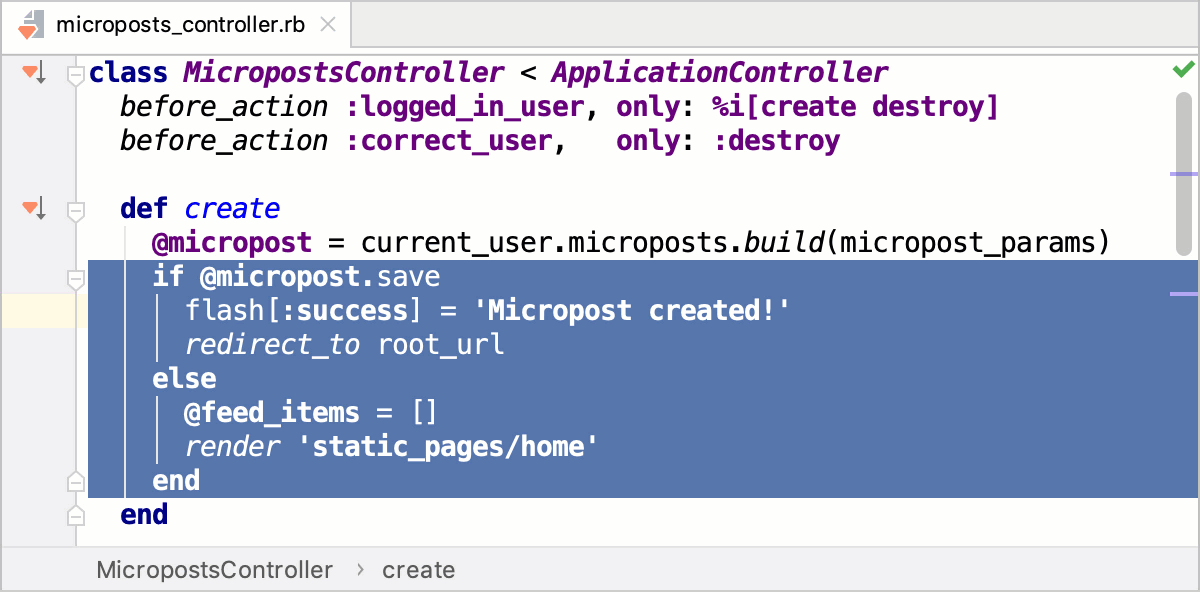 microposts_controller.rb
class MicropostsController < ApplicationController
  before_action :logged_in_user, only: %i[create destroy]
  before_action :correct_user,   only: :destroy

  def create
    @micropost = current_user.microposts.build(micropost_params)
    if @micropost.save
      flash[:success] = 'Micropost created!'
      redirect_to root_url
    else
      @feed_items = []
      render 'static_pages/home'
    end
  end
MicropostsController › create